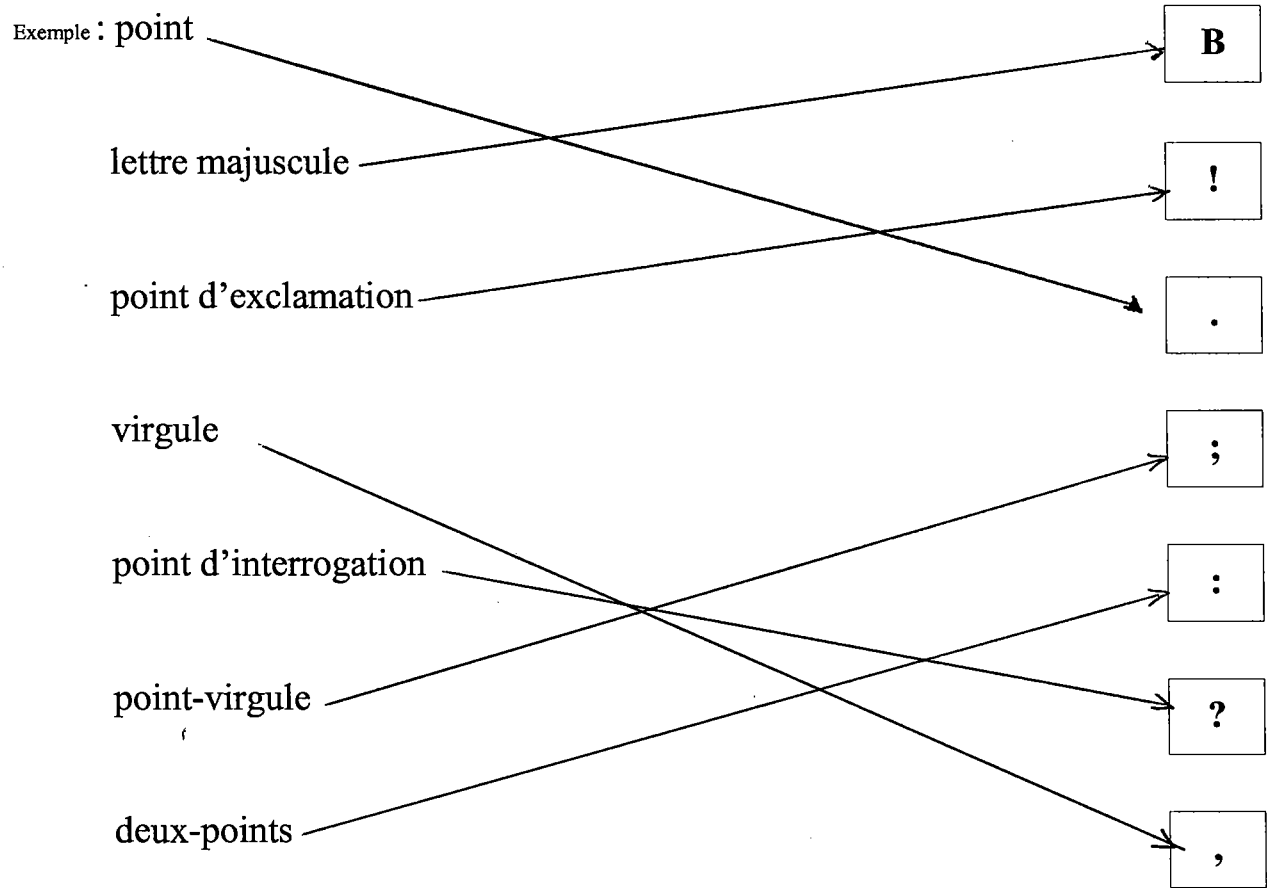 Exemple : point
B
lettre majuscule
!
point d’exclamation
.
virgule
;
point d’interrogation
:
point-virgule
?
deux-points
,